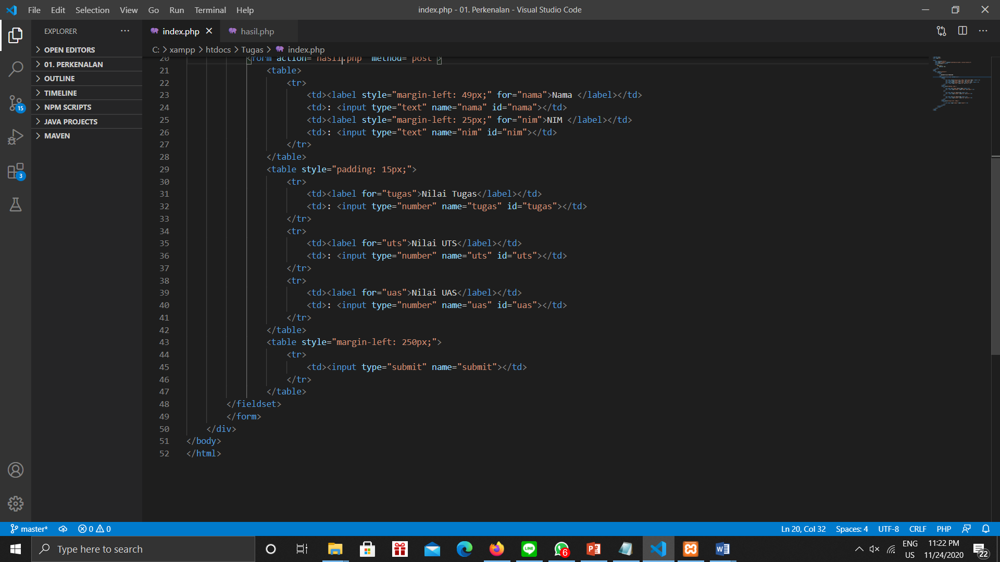 File Edit Selection View Go Run Terminal Help
index.php - 01. Perkenalan - Visual Studio Code
EXPLORER
OPEN EDITORS
01. PERKENALAN
OUTLINE
TIMELINE
NPM SCRIPTS
JAVA PROJECTS
MAVEN
15
3
index.php
hasil.php
C: > xampp > htdocs > Tugas > index.php
20 <form action="hasil.php" method="post">
21 <table>
22 <tr>
23 <td><label style="margin-left: 49px;" for="nama">Nama </label></td>
24 <td>: <input type="text" name="nama" id="nama"></td>
25 <td><label style="margin-left: 25px;" for="nim">NIM </label></td>
26 <td>: <input type="text" name="nim" id="nim"></td>
27 </tr>
28 </table>
29 <table style="padding: 15px;">
30 <tr>
31 <td><label for="tugas">Nilai Tugas</label></td>
32 <td>: <input type="number" name="tugas" id="tugas"></td>
33 </tr>
34 <tr>
35 <td><label for="uts">Nilai UTS</label></td>
36 <td>: <input type="number" name="uts" id="uts"></td>
37 </tr>
38 <tr>
39 <td><label for="uas">Nilai UAS</label></td>
40 <td>: <input type="number" name="uas" id="uas"></td>
41 </tr>
42 </table>
43 <table style="margin-left: 250px;">
44 <tr>
45 <td><input type="submit" name="submit"></td>
46 </tr>
47 </table>
48 </fieldset>
49 </form>
50 </div>
51 </body>
52 </html>
master* 0 0
Ln 20, Col 32 Spaces: 4 UTF-8 CRLF PHP
Type here to search
LINE
6
ENG
US
11:22 PM
11/24/2020
22